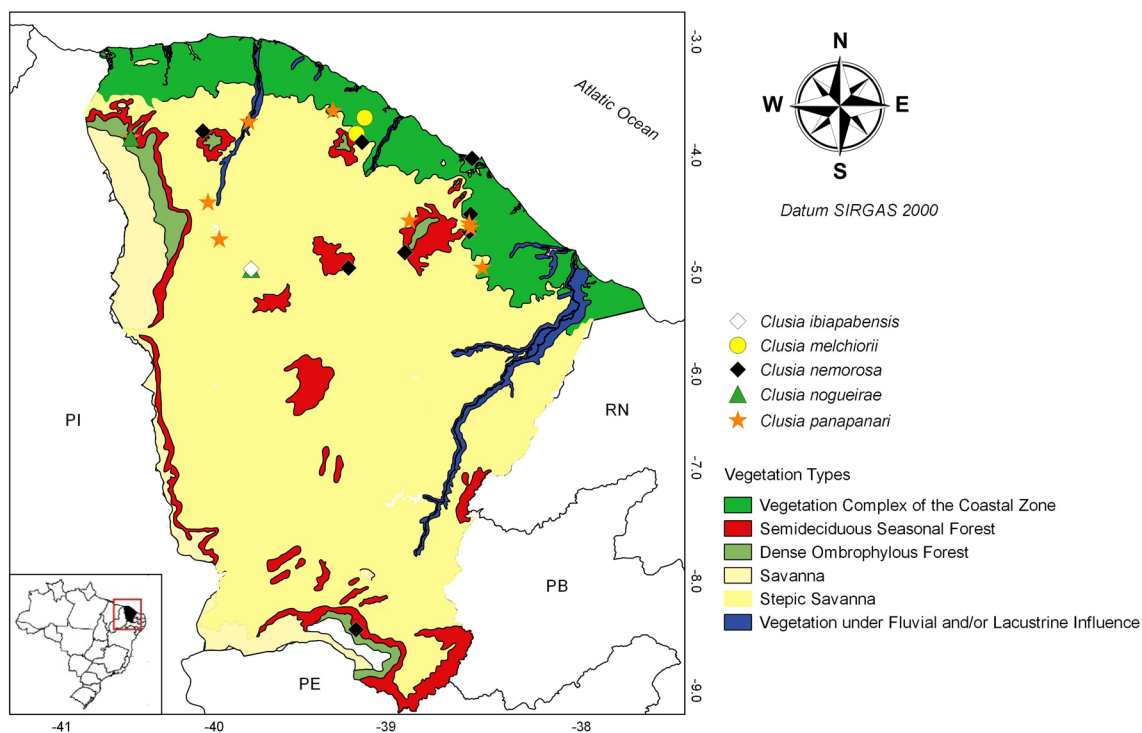 -3.0
-4.0
-5.0
-6.0
-7.0
-8.0
-9.0
-41
-40
-39
-38
Atlatic Ocean
PI
RN
PB
PE
N
W
E
S
Datum SIRGAS 2000
Clusia ibiapabensis
Clusia melchiorii
Clusia nemorosa
Clusia nogueirae
Clusia panapanari
Vegetation Types
Vegetation Complex of the Coastal Zone
Semideciduous Seasonal Forest
Dense Ombrophylous Forest
Savanna
Stepic Savanna
Vegetation under Fluvial and/or Lacustrine Influence